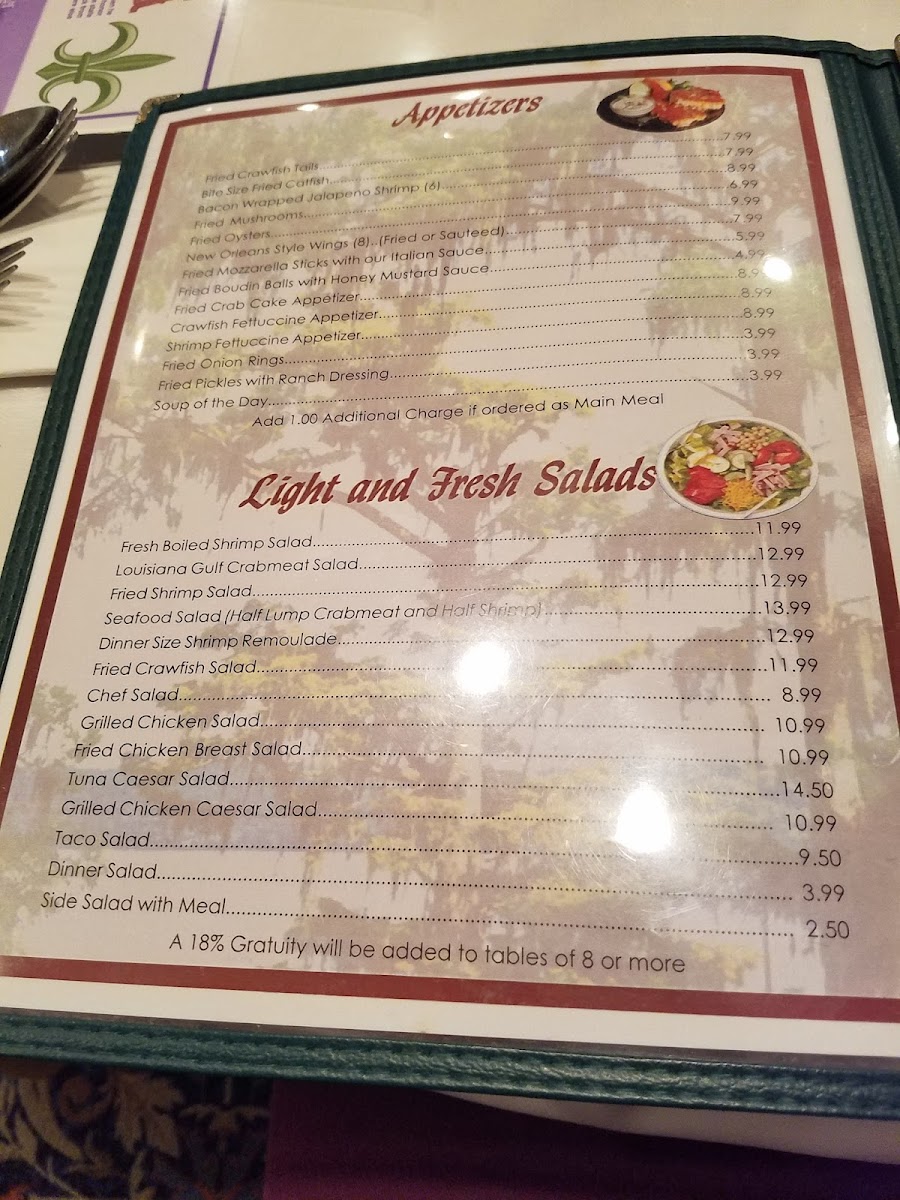 Appetizers
Fried Crawfish Tails 7.99
Bite Size Fried Catfish 7.99
Bacon Wrapped Jalapeno Shrimp (6) 8.99
Fried Mushrooms 6.99
Fried Oysters 9.99
New Orleans Style Wings (8)..(Fried or Sauteed) 7.99
Fried Mozzarella Sticks with our Italian Sauce 5.99
Fried Boudin Balls with Honey Mustard Sauce 4.99
Fried Crab Cake Appetizer 8.99
Crawfish Fettuccine Appetizer 8.99
Shrimp Fettuccine Appetizer 8.99
Fried Onion Rings 3.99
Fried Pickles with Ranch Dressing 3.99
Soup of the Day 3.99
Add 1.00 Additional Charge if ordered as Main Meal
Light and Fresh Salads
Fresh Boiled Shrimp Salad 11.99
Louisiana Gulf Crabmeat Salad 12.99
Fried Shrimp Salad 12.99
Seafood Salad (Half Lump Crabmeat and Half Shrimp) 13.99
Dinner Size Shrimp Remoulade 12.99
Fried Crawfish Salad 11.99
Chef Salad 8.99
Grilled Chicken Salad 10.99
Fried Chicken Breast Salad 10.99
Tuna Caesar Salad 14.50
Grilled Chicken Caesar Salad 10.99
Taco Salad 9.50
Dinner Salad 3.99
Side Salad with Meal 2.50
A 18% Gratuity will be added to tables of 8 or more